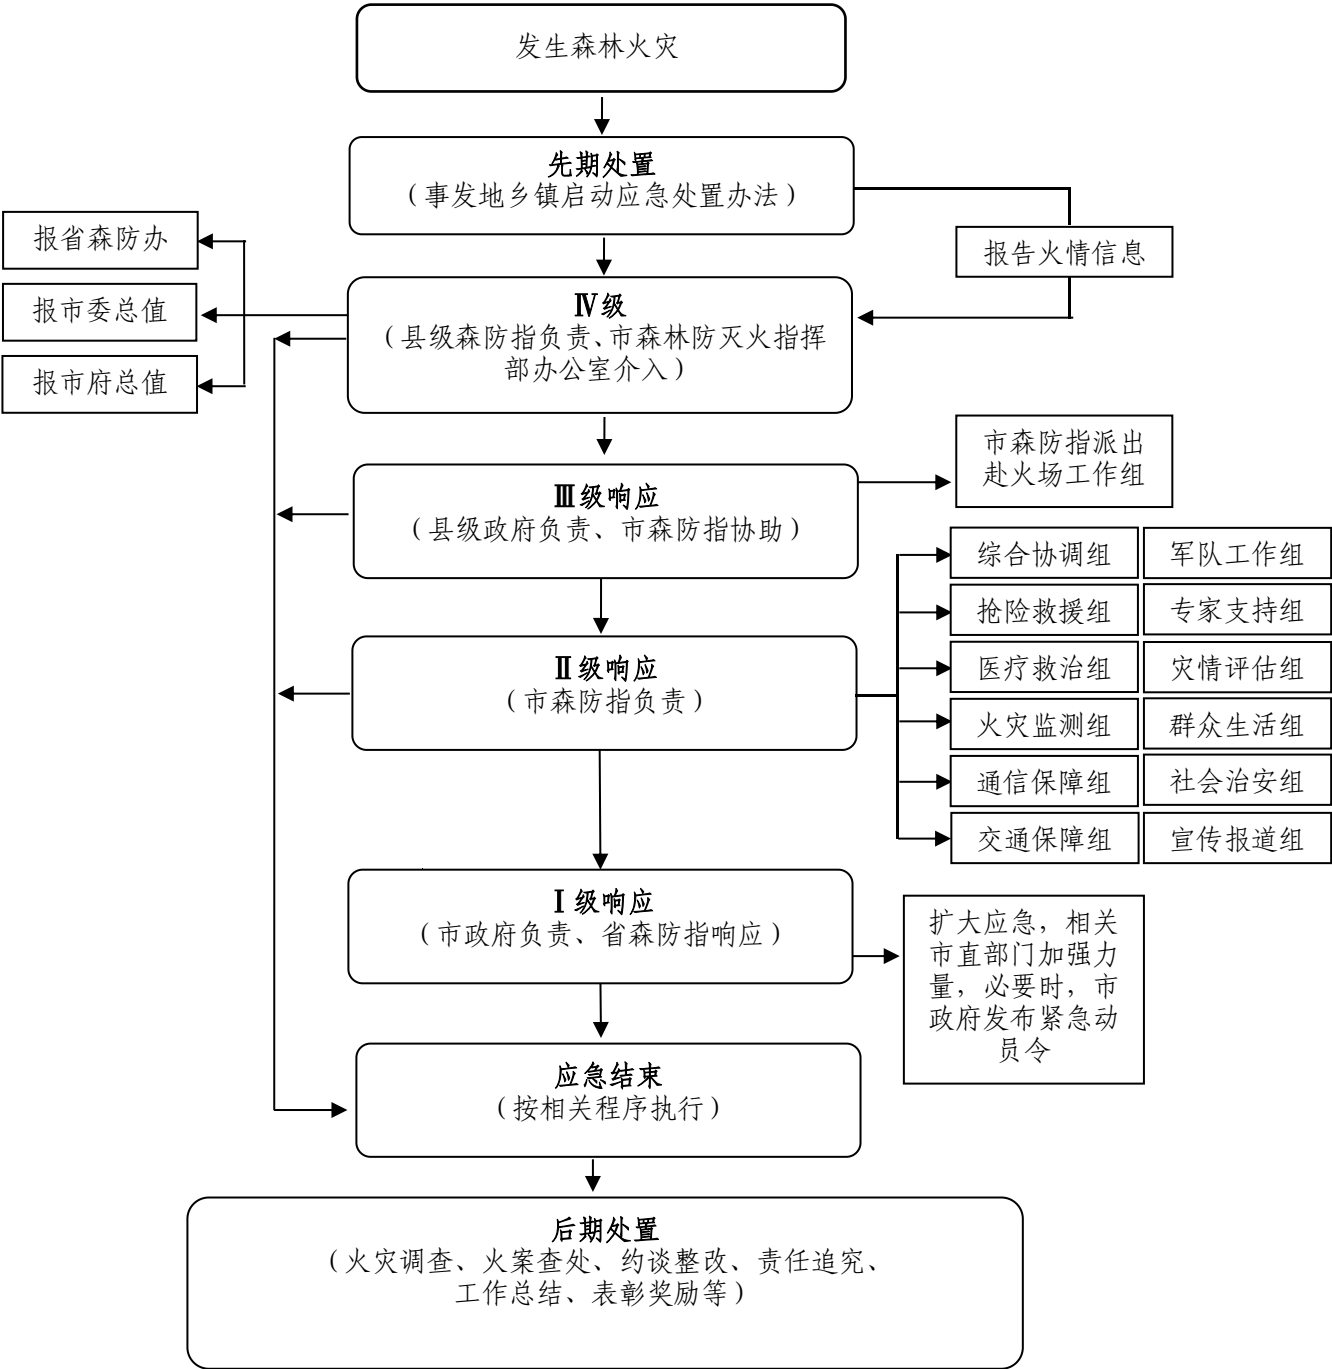 发生森林火灾
先期处置
（事发地乡镇启动应急处置办法）
报告火情信息
报省森防办
报市委总值
报市府总值
Ⅳ级
（县级森防指负责、市森林防灭火指挥
部办公室介入）
市森防指派出
赴火场工作组
Ⅲ级响应
（县级政府负责、市森防指协助）
综合协调组
军队工作组
抢险救援组
专家支持组
医疗救治组
灾情评估组
火灾监测组
群众生活组
通信保障组
社会治安组
交通保障组
宣传报道组
Ⅱ级响应
（市森防指负责）
Ⅰ级响应
（市政府负责、省森防指响应）
扩大应急，相关
市直部门加强力
量，必要时，市
政府发布紧急动
员令
应急结束
（按相关程序执行）
后期处置
（火灾调查、火案查处、约谈整改、责任追究、
工作总结、表彰奖励等）